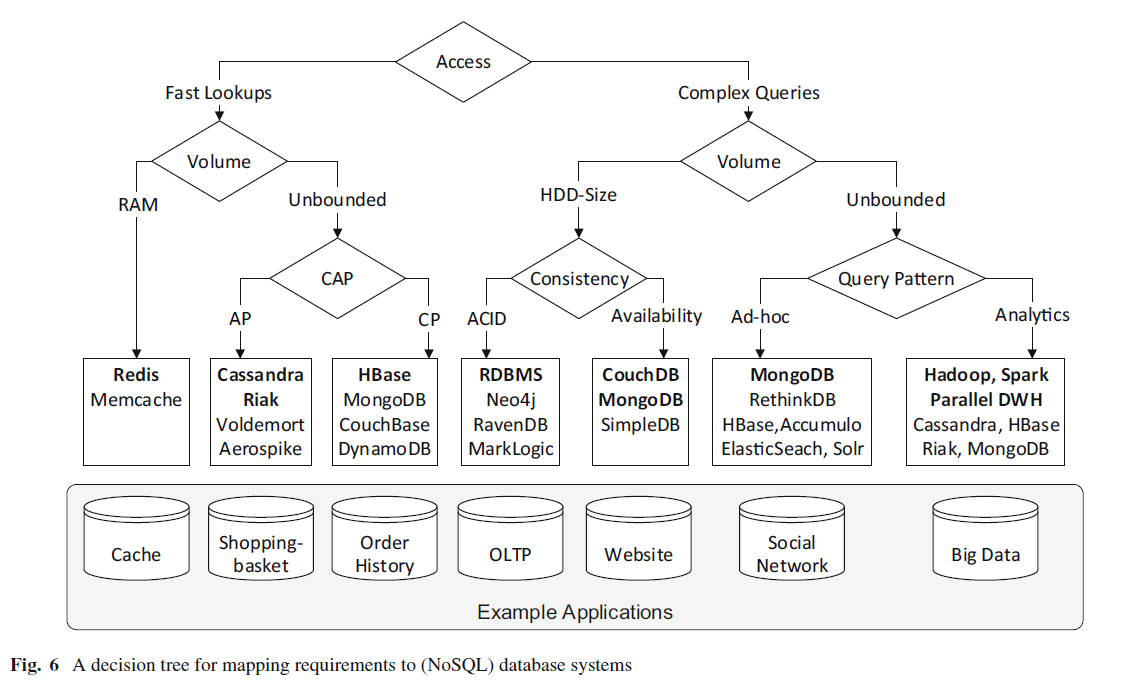 Access
Fast Lookups
Complex Queries
Volume
Volume
RAM
Unbounded
HDD-Size
Unbounded
CAP
Consistency
Query Pattern
AP
CP
ACID
Availability
Ad-hoc
Analytics
Redis
Memcache
Cassandra
Riak
Voldemort
Aerospike
HBase
MongoDB
CouchBase
DynamoDB
RDBMS
Neo4j
RavenDB
MarkLogic
CouchDB
MongoDB
SimpleDB
MongoDB
RethinkDB
HBase,Accumulo
ElasticSeach, Solr
Hadoop, Spark
Parallel DWH
Cassandra, HBase
Riak, MongoDB
Cache
Shopping-
basket
Order
History
OLTP
Website
Social
Network
Big Data
Example Applications
Fig. 6 A decision tree for mapping requirements to (NoSQL) database systems